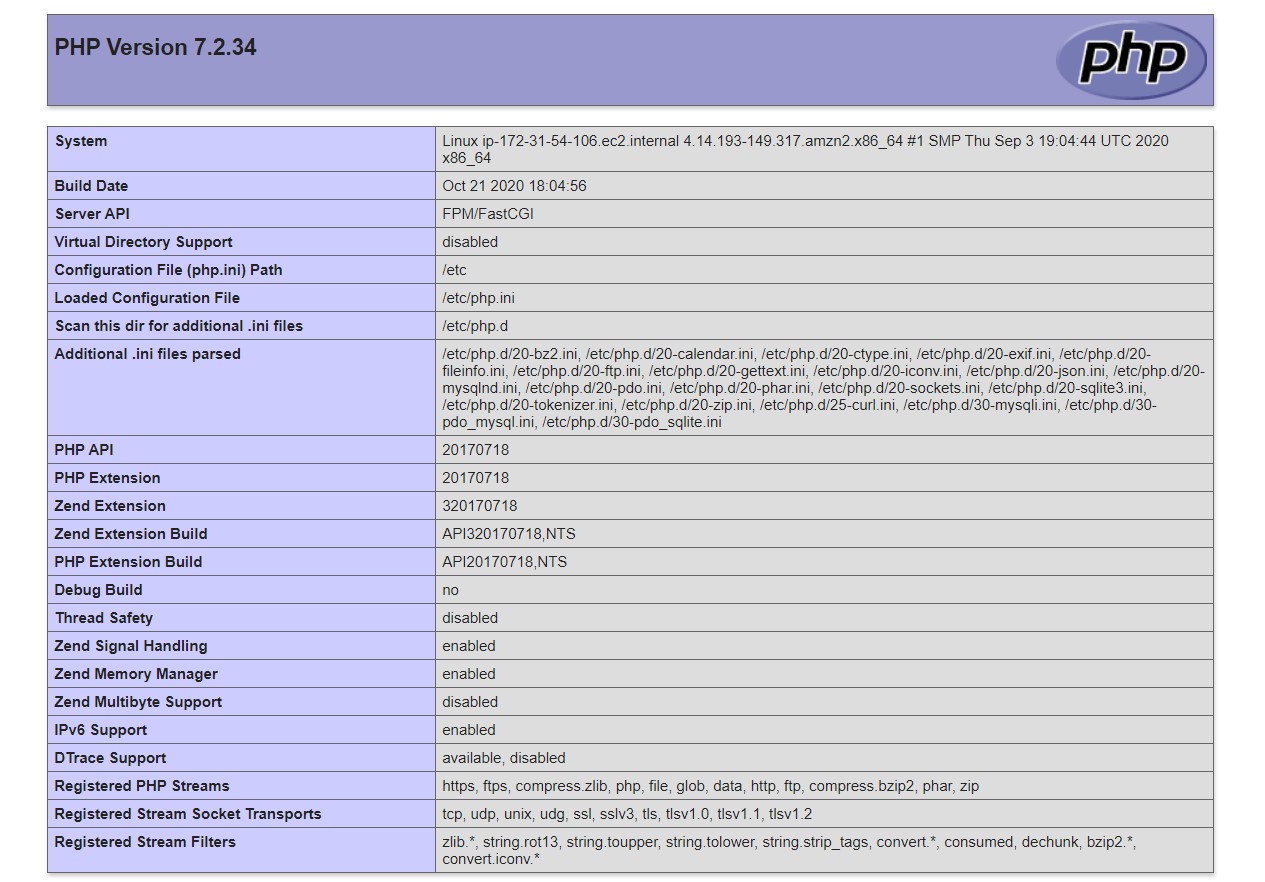 PHP Version 7.2.34
php
System
Linux ip-172-31-54-106.ec2.internal 4.14.193-149.317.amzn2.x86_64 #1 SMP Thu Sep 3 19:04:44 UTC 2020
x86_64
Build Date
Oct 21 2020 18:04:56
Server API
FPM/FastCGI
Virtual Directory Support
disabled
Configuration File (php.ini) Path
/etc
Loaded Configuration File
/etc/php.ini
Scan this dir for additional .ini files
/etc/php.d
Additional .ini files parsed
/etc/php.d/20-bz2.ini, /etc/php.d/20-calendar.ini, /etc/php.d/20-ctype.ini, /etc/php.d/20-exif.ini, /etc/php.d/20-
fileinfo.ini, /etc/php.d/20-ftp.ini, /etc/php.d/20-gettext.ini, /etc/php.d/20-iconv.ini, /etc/php.d/20-json.ini, /etc/php.d/20-
mysqlnd.ini, /etc/php.d/20-pdo.ini, /etc/php.d/20-phar.ini, /etc/php.d/20-sockets.ini, /etc/php.d/20-sqlite3.ini,
/etc/php.d/20-tokenizer.ini, /etc/php.d/20-zip.ini, /etc/php.d/25-curl.ini, /etc/php.d/30-mysqli.ini, /etc/php.d/30-
pdo_mysql.ini, /etc/php.d/30-pdo_sqlite.ini
PHP API
20170718
PHP Extension
20170718
Zend Extension
320170718
Zend Extension Build
API320170718,NTS
PHP Extension Build
API20170718,NTS
Debug Build
no
Thread Safety
disabled
Zend Signal Handling
enabled
Zend Memory Manager
enabled
Zend Multibyte Support
disabled
IPv6 Support
enabled
DTrace Support
available, disabled
Registered PHP Streams
https, ftps, compress.zlib, php, file, glob, data, http, ftp, compress.bzip2, phar, zip
Registered Stream Socket Transports
tcp, udp, unix, udg, ssl, sslv3, tls, tlsv1.0, tlsv1.1, tlsv1.2
Registered Stream Filters
zlib.*, string.rot13, string.toupper, string.tolower, string.strip_tags, convert.*, consumed, dechunk, bzip2.*,
convert.iconv.*